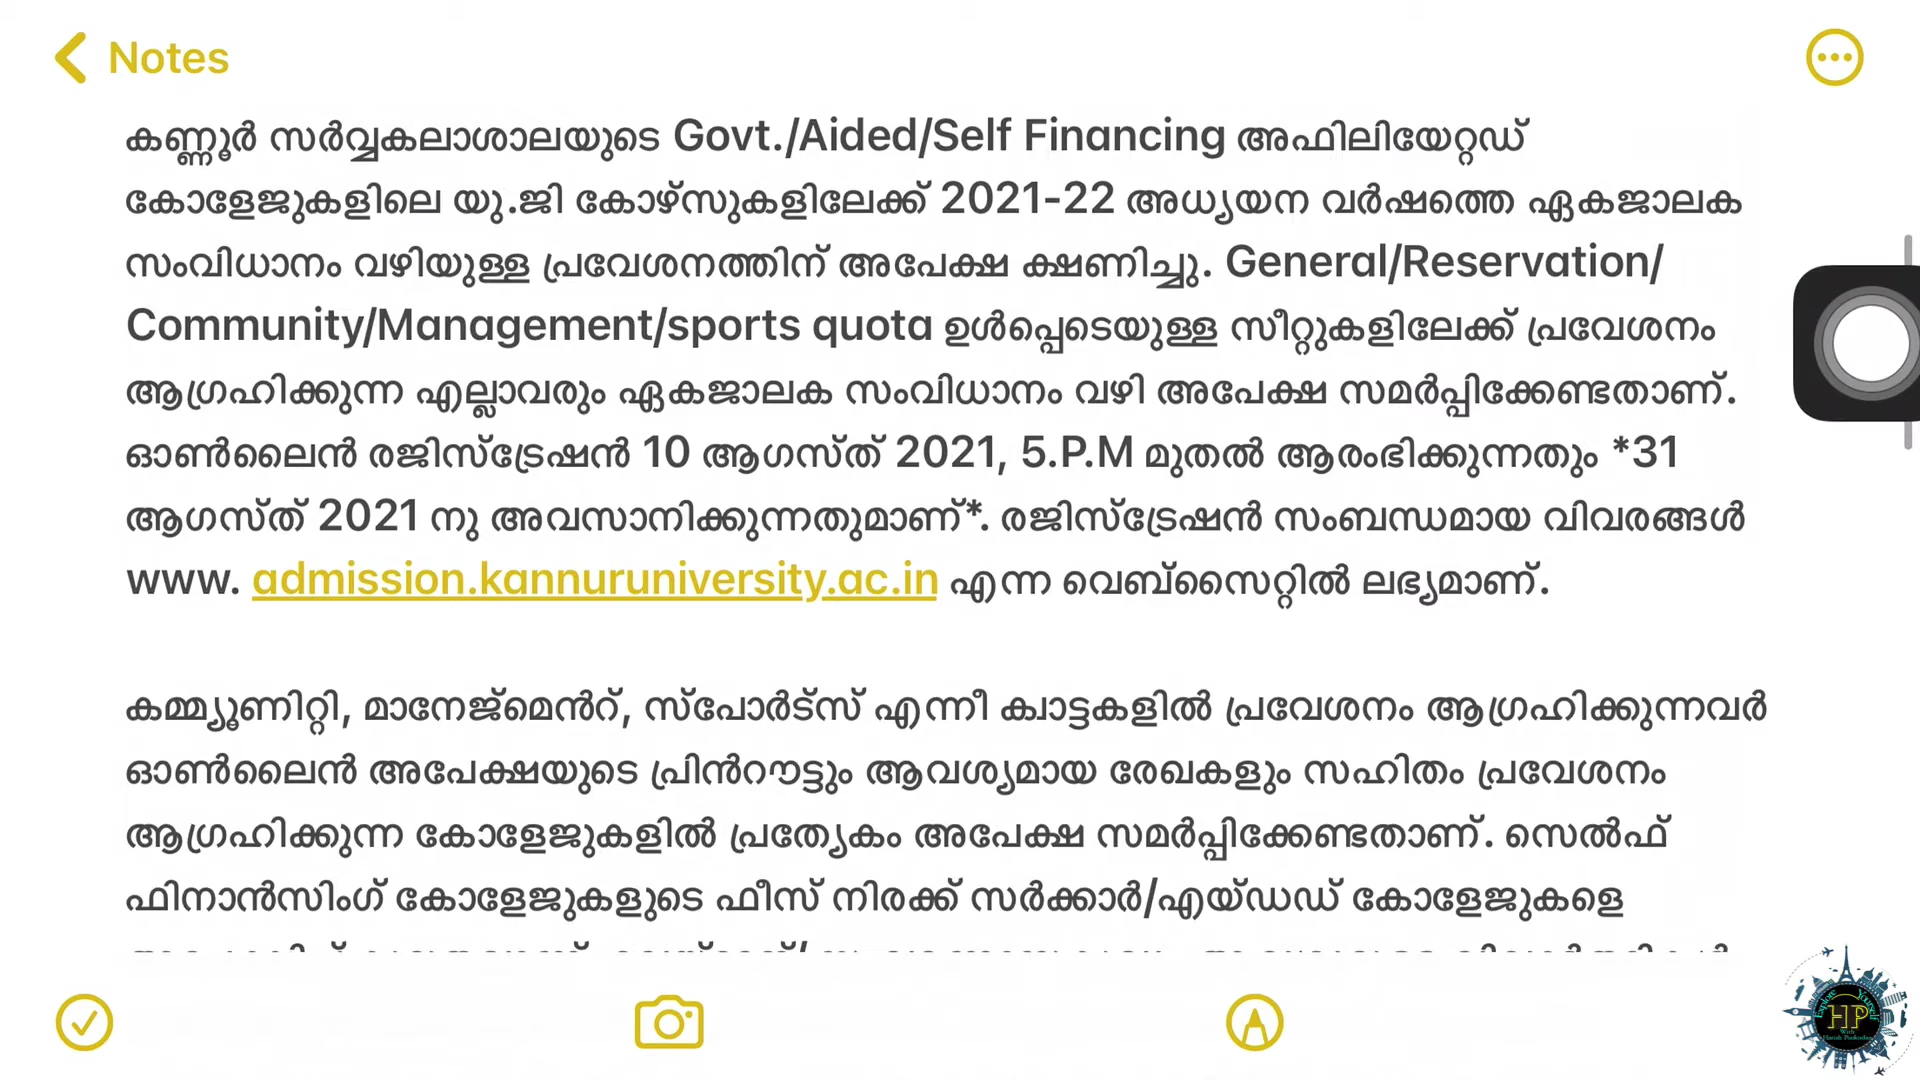 Notes
കണ്ണൂർ സർവ്വകലാശാലയുടെ Govt./Aided/Self Financing അഫിലിയേറ്റഡ്
കോളേജുകളിലെ യു.ജി കോഴ്സുകളിലേക്ക് 2021-22 അധ്യയന വർഷത്തെ ഏകജാലക
സംവിധാനം വഴിയുള്ള പ്രവേശനത്തിന് അപേക്ഷ ക്ഷണിച്ചു. General/Reservation/
Community/Management/sports quota ഉൾപ്പെടെയുള്ള സീറ്റുകളിലേക്ക് പ്രവേശനം
ആഗ്രഹിക്കുന്ന എല്ലാവരും ഏകജാലക സംവിധാനം വഴി അപേക്ഷ സമർപ്പിക്കേണ്ടതാണ്.
ഓൺലൈൻ രജിസ്ട്രേഷൻ 10 ആഗസ്ത് 2021, 5.P.M മുതൽ ആരംഭിക്കുന്നതും *31
ആഗസ്ത് 2021 നു അവസാനിക്കുന്നതുമാണ്*. രജിസ്ട്രേഷൻ സംബന്ധമായ വിവരങ്ങൾ
www. admission.kannuruniversity.ac.in എന്ന വെബ്സൈറ്റിൽ ലഭ്യമാണ്.
കമ്മ്യൂണിറ്റി, മാനേജ്മെൻറ്, സ്പോർട്സ് എന്നീ ക്വാട്ടകളിൽ പ്രവേശനം ആഗ്രഹിക്കുന്നവർ
ഓൺലൈൻ അപേക്ഷയുടെ പ്രിൻറൗട്ടും ആവശ്യമായ രേഖകളും സഹിതം പ്രവേശനം
ആഗ്രഹിക്കുന്ന കോളേജുകളിൽ പ്രത്യേകം അപേക്ഷ സമർപ്പിക്കേണ്ടതാണ്. സെൽഫ്
ഫിനാൻസിംഗ് കോളേജുകളുടെ ഫീസ് നിരക്ക് സർക്കാർ/എയ്ഡഡ് കോളേജുകളെ
Explore Yourself
HP
With